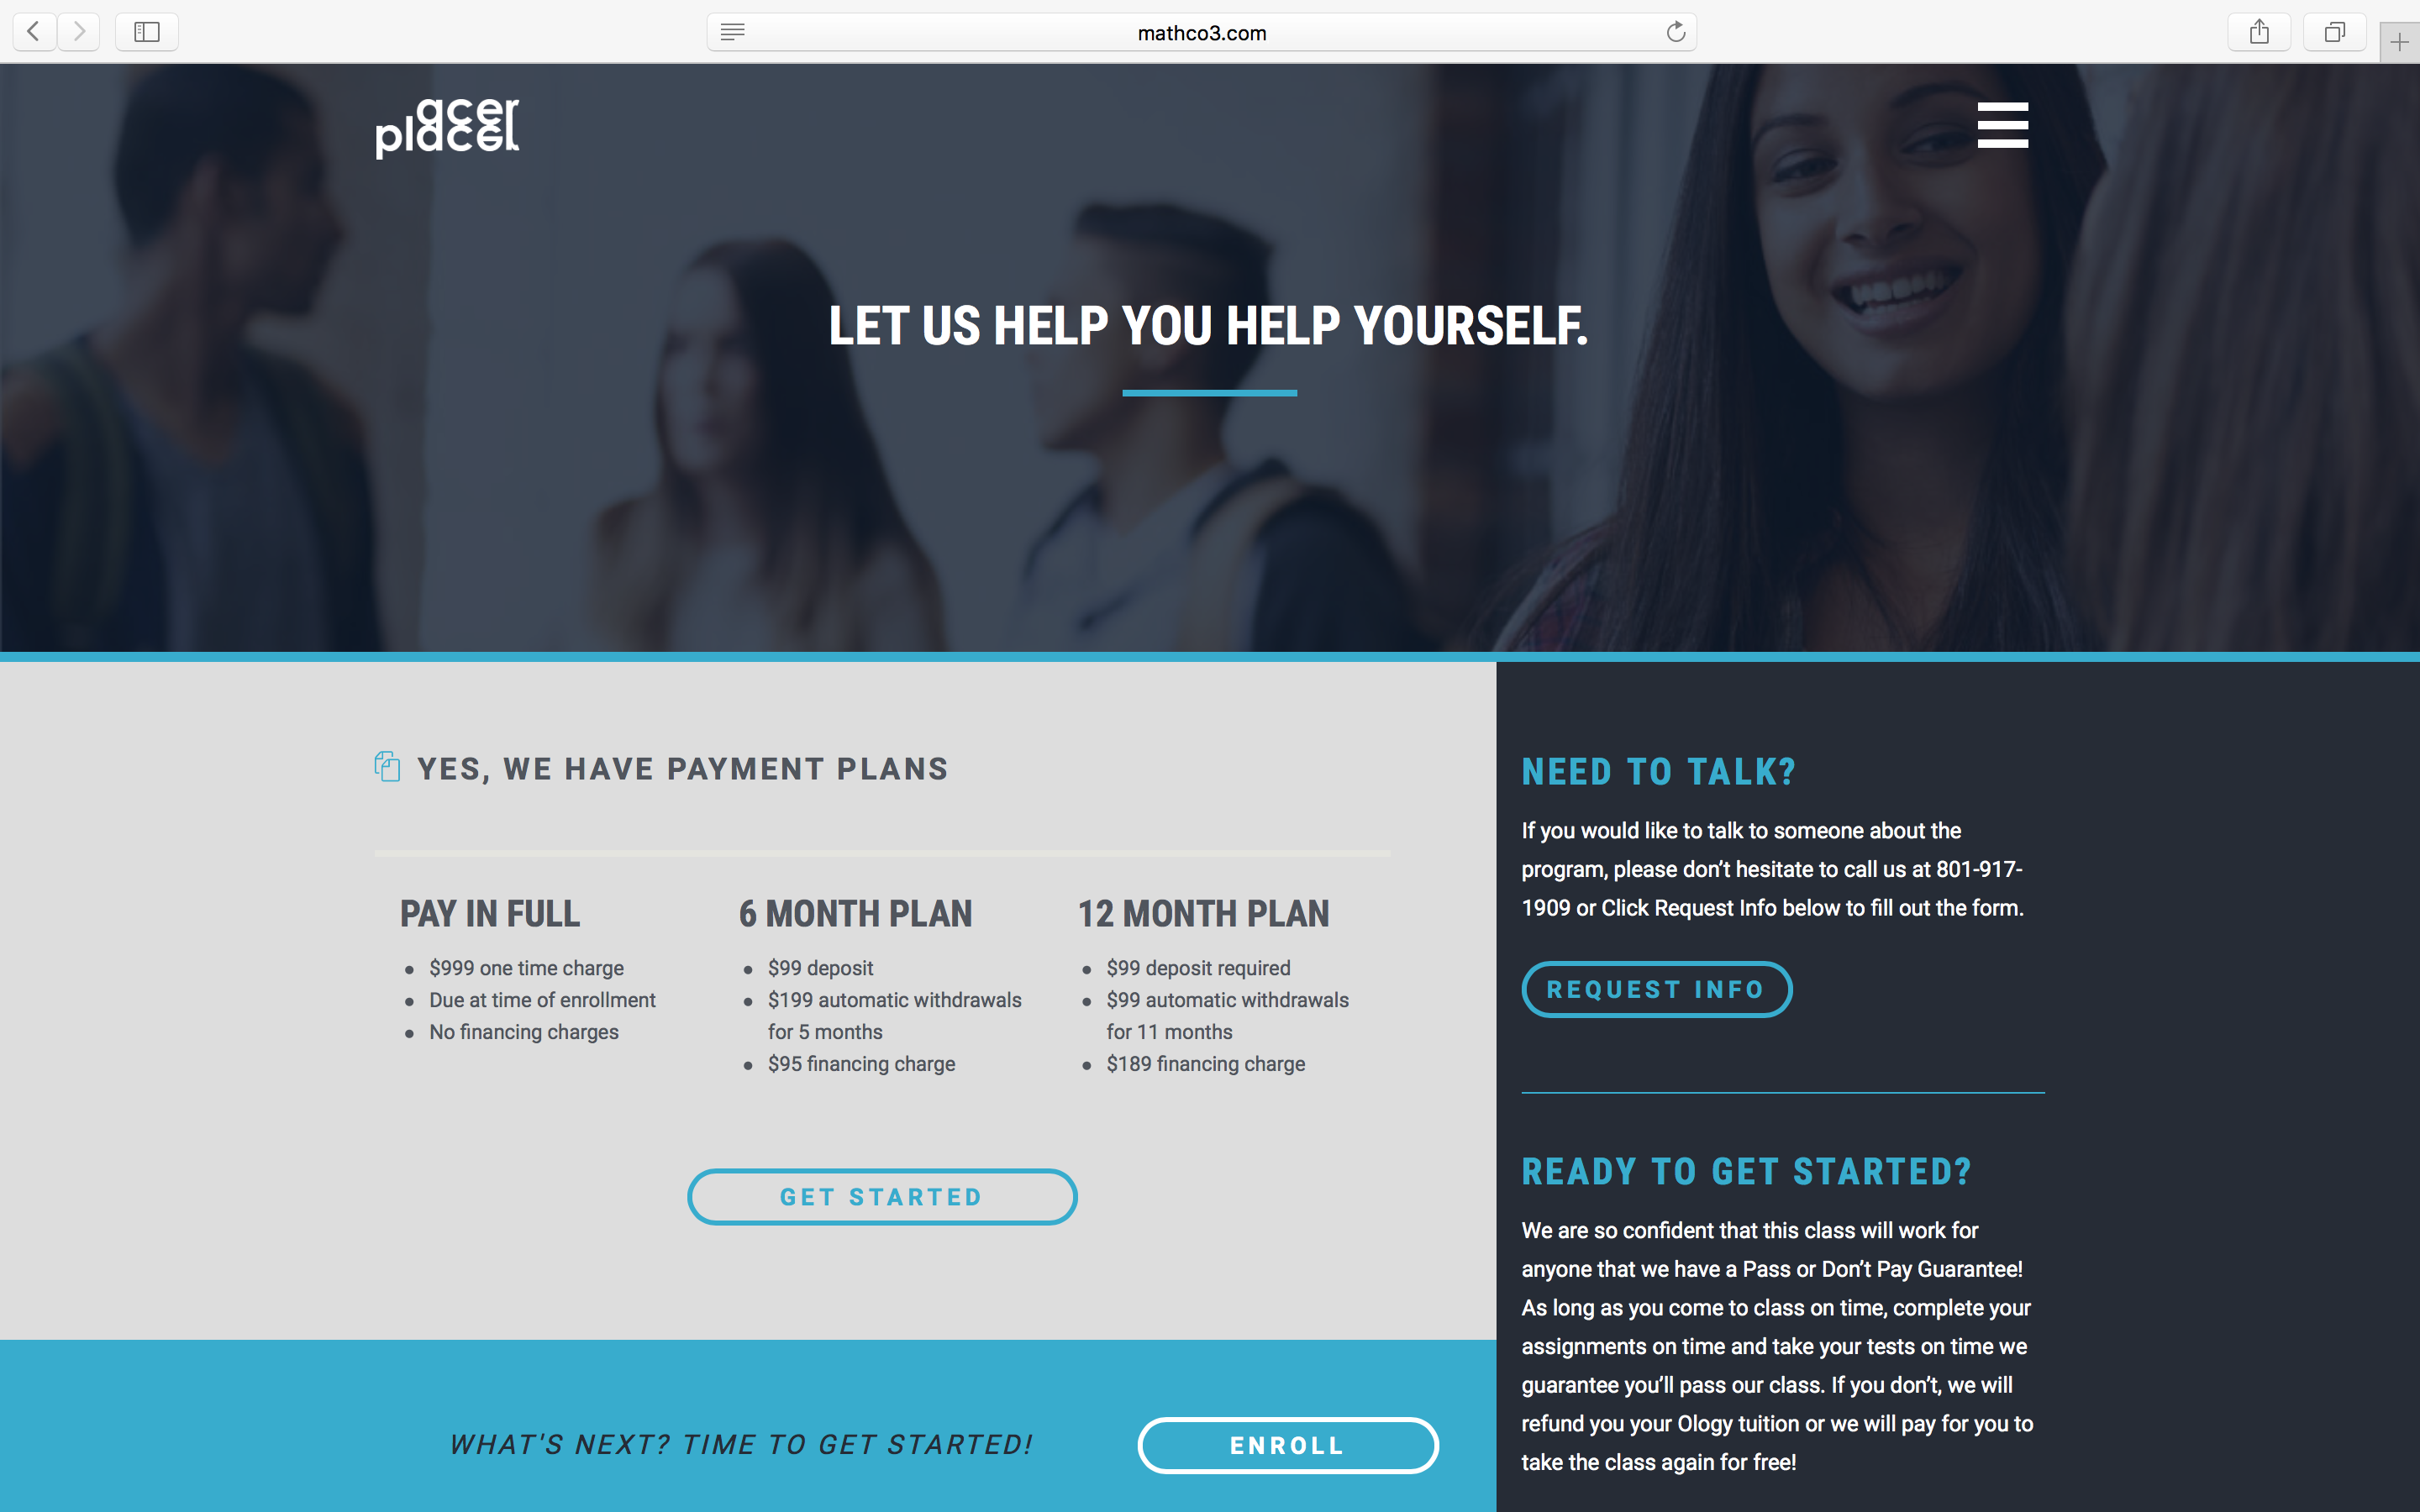 mathco3.com
acer
placer
LET US HELP YOU HELP YOURSELF.
YES, WE HAVE PAYMENT PLANS
PAY IN FULL
● $999 one time charge
● Due at time of enrollment
● No financing charges
6 MONTH PLAN
● $99 deposit
● $199 automatic withdrawals
for 5 months
● $95 financing charge
12 MONTH PLAN
● $99 deposit required
● $99 automatic withdrawals
for 11 months
● $189 financing charge
GET STARTED
WHAT'S NEXT? TIME TO GET STARTED!
ENROLL
NEED TO TALK?
If you would like to talk to someone about the
program, please don’t hesitate to call us at 801-917-
1909 or Click Request Info below to fill out the form.
REQUEST INFO
READY TO GET STARTED?
We are so confident that this class will work for
anyone that we have a Pass or Don’t Pay Guarantee!
As long as you come to class on time, complete your
assignments on time and take your tests on time we
guarantee you’ll pass our class. If you don’t, we will
refund you your Ology tuition or we will pay for you to
take the class again for free!